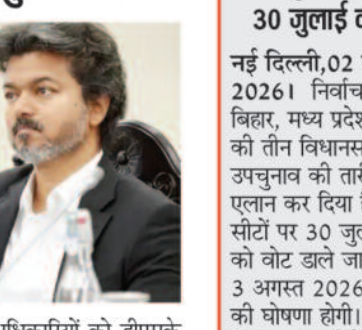 30 जुलाई
नई दिल्ली,02
2026। निर्वाच
बिहार, मध्य प्रदेश
की तीन विधानस
उपचुनाव की तारी
एलान कर दिया
सीटों पर 30 जुल
को वोट डाले जा
3 अगस्त 2026
की घोषणा होगी।
धिकारियों को